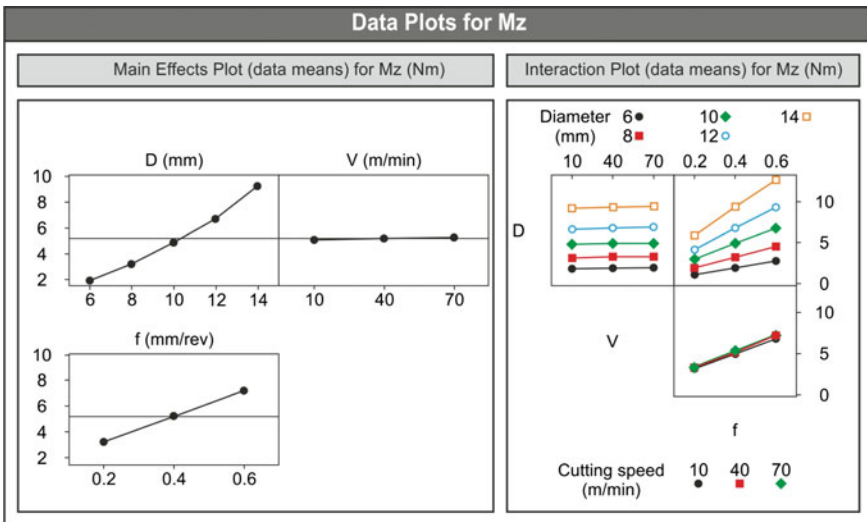 Data Plots for Mz
Main Effects Plot (data means) for Mz (Nm)
D (mm)
V (m/min)
10
8
6
4
2
6 8 10 12 14
10 40 70
f (mm/rev)
10
8
6
4
2
0.2 0.4 0.6
Interaction Plot (data means) for Mz (Nm)
Diameter 6 10 14
(mm) 8 12
10 40 70 0.2 0.4 0.6
D
10
5
0
V
10
5
0
f
Cutting speed 10 40 70
(m/min)